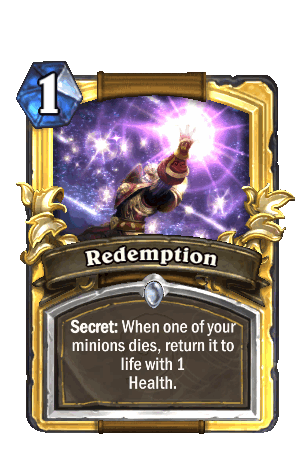 1
Redemption
Secret: When one of your
minions dies, return it to
life with 1
Health.